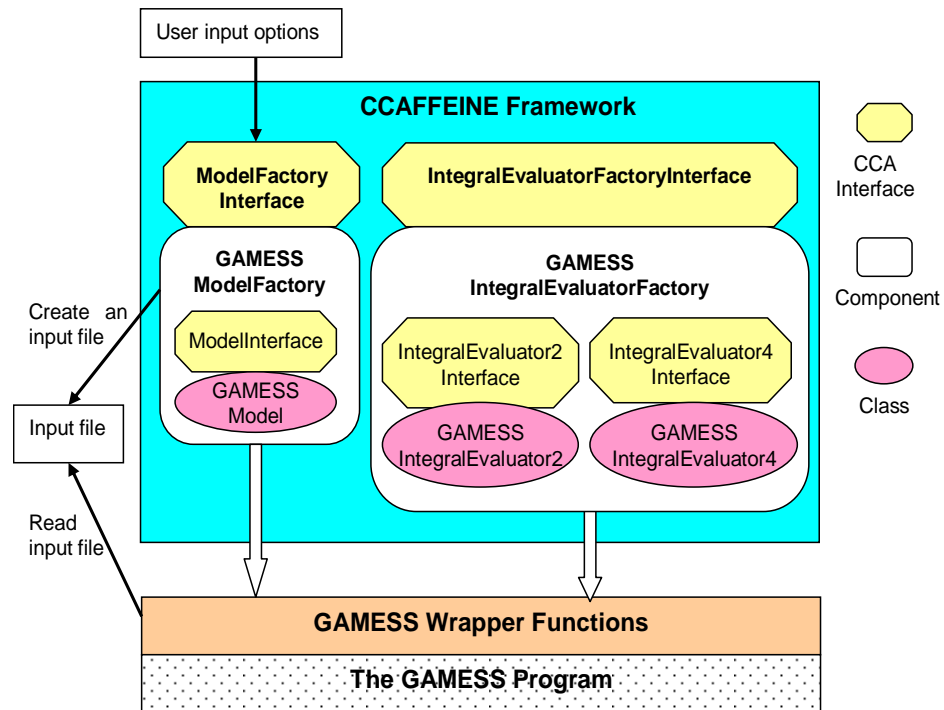 User input options
CCAFFEINE Framework
ModelFactory
Interface
IntegralEvaluatorFactoryInterface
CCA
Interface
GAMESS
ModelFactory
GAMESS
IntegralEvaluatorFactory
Component
Create an
input file
ModelInterface
GAMESS
Model
IntegralEvaluator2
Interface
IntegralEvaluator4
Interface
Class
Input file
GAMESS
IntegralEvaluator2
GAMESS
IntegralEvaluator4
Read
input file
GAMESS Wrapper Functions
The GAMESS Program